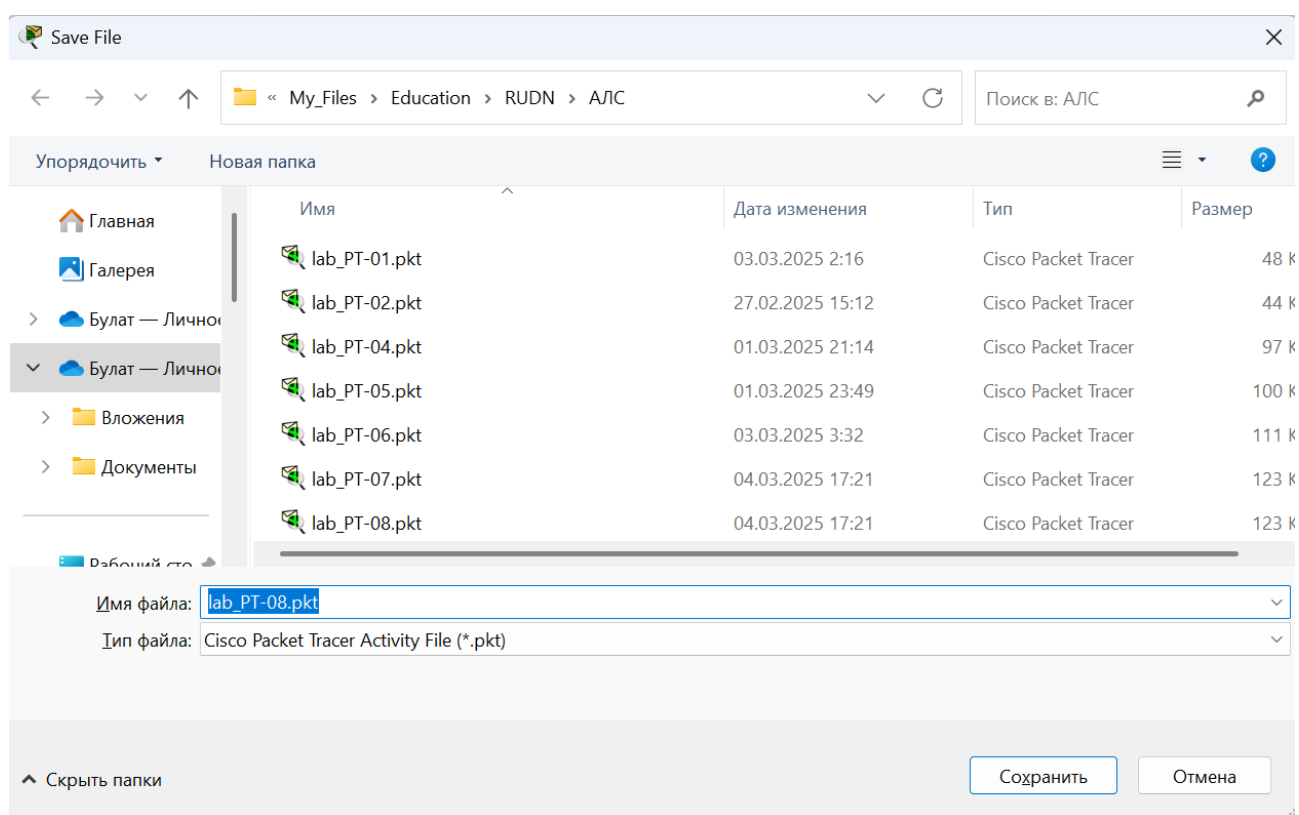 Save File
« My_Files > Education > RUDN > АЛС
Поиск в: АЛС
Упорядочить Новая папка
?
Имя Дата изменения Тип Размер
Главная
Галерея
Булат — Личное
Булат — Личное
Вложения
Документы
Рабочий сто
lab_PT-01.pkt 03.03.2025 2:16 Cisco Packet Tracer 48 К
lab_PT-02.pkt 27.02.2025 15:12 Cisco Packet Tracer 44 К
lab_PT-04.pkt 01.03.2025 21:14 Cisco Packet Tracer 97 К
lab_PT-05.pkt 01.03.2025 23:49 Cisco Packet Tracer 100 К
lab_PT-06.pkt 03.03.2025 3:32 Cisco Packet Tracer 111 К
lab_PT-07.pkt 04.03.2025 17:21 Cisco Packet Tracer 123 К
lab_PT-08.pkt 04.03.2025 17:21 Cisco Packet Tracer 123 К
Имя файла: lab_PT-08.pkt
Тип файла: Cisco Packet Tracer Activity File (*.pkt)
Скрыть папки
Сохранить Отмена